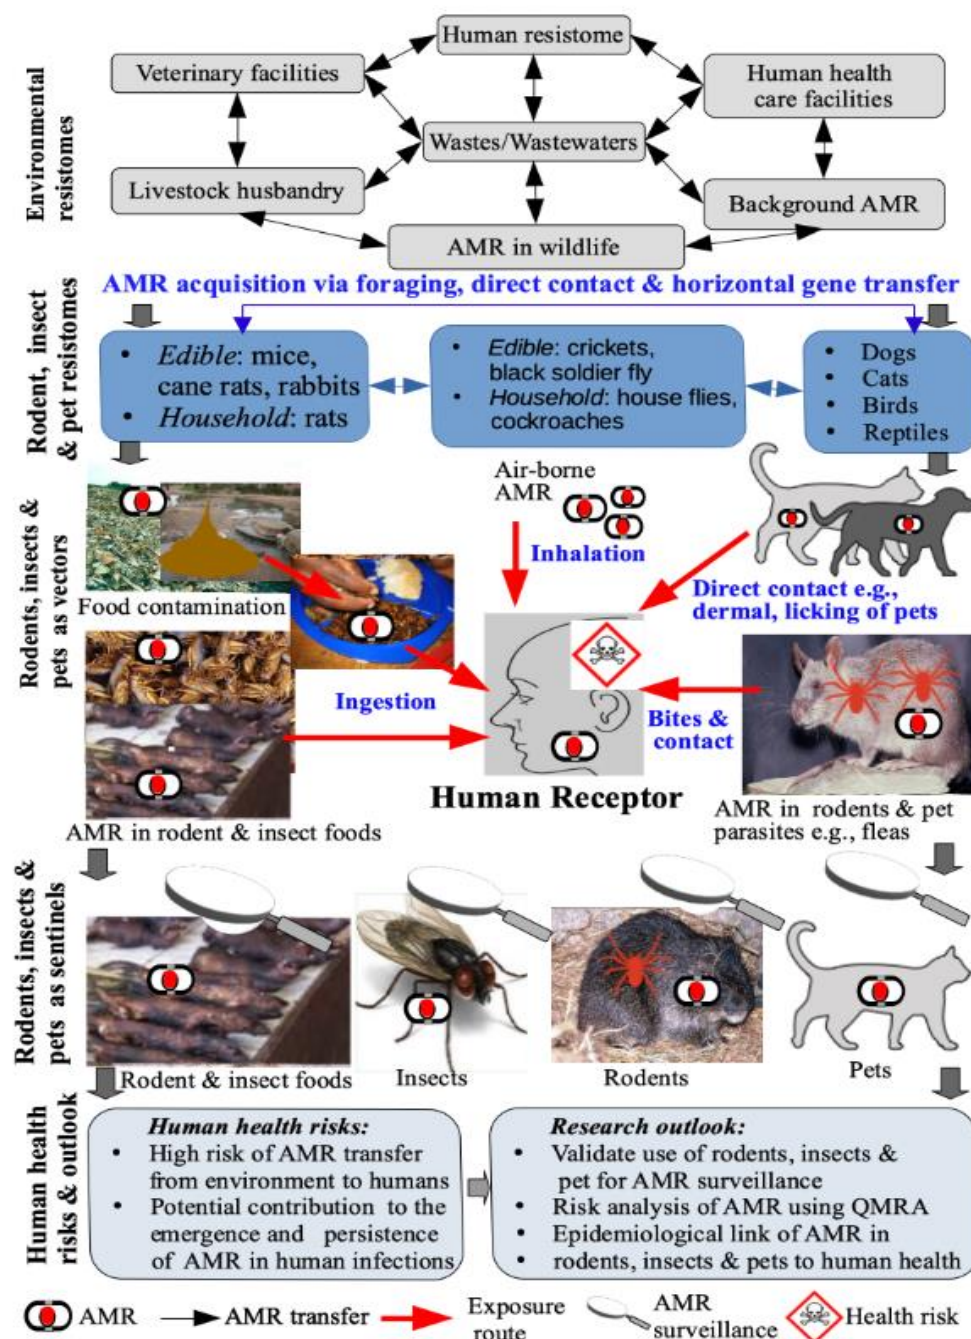 Environmental
resistomes
Human resistome
Veterinary facilities
Human health
care facilities
Wastes/Wastewaters
Livestock husbandry
Background AMR
AMR in wildlife
Rodent, insect
& pet resistomes
AMR acquisition via foraging, direct contact & horizontal gene transfer
• Edible: mice,
cane rats, rabbits
• Household: rats
• Edible: crickets,
black soldier fly
• Household: house flies,
cockroaches
• Dogs
• Cats
• Birds
• Reptiles
Rodents, insects &
pets as vectors
Air-borne
AMR
Inhalation
Food contamination
Direct contact e.g.,
dermal, licking of pets
Ingestion
Bites &
contact
Human Receptor
AMR in rodent & insect foods
AMR in rodents & pet
parasites e.g., fleas
Rodents, insects &
pets as sentinels
Rodent & insect foods
Insects
Rodents
Pets
Human health
risks & outlook
Human health risks:
• High risk of AMR transfer
from environment to humans
• Potential contribution to the
emergence and persistence
of AMR in human infections
Research outlook:
• Validate use of rodents, insects &
pet for AMR surveillance
• Risk analysis of AMR using QMRA
• Epidemiological link of AMR in
• rodents, insects & pets to human health
AMR
AMR transfer
Exposure
route
AMR
surveillance
Health risk